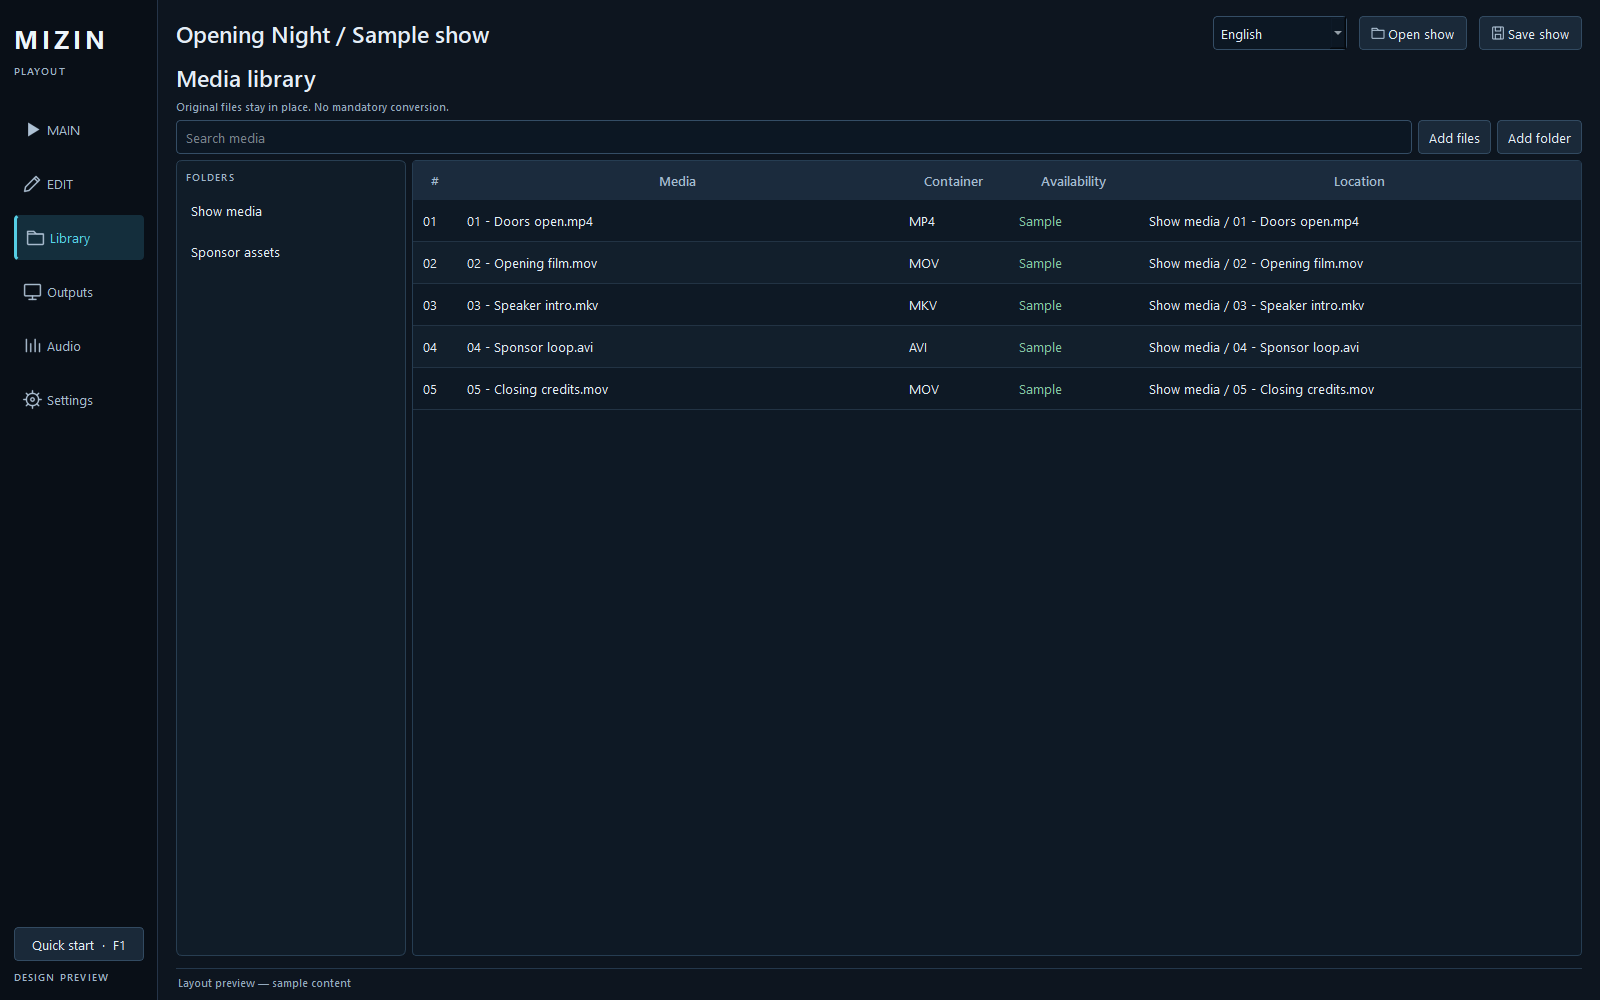 MIZIN
PLAYOUT
MAIN
EDIT
Library
Outputs
Audio
Settings
Quick start · F1
DESIGN PREVIEW
Opening Night / Sample show
English
Open show
Save show
Media library
Original files stay in place. No mandatory conversion.
Search media
Add files
Add folder
FOLDERS
Show media
Sponsor assets
# Media Container Availability Location
01 01 - Doors open.mp4 MP4 Sample Show media / 01 - Doors open.mp4
02 02 - Opening film.mov MOV Sample Show media / 02 - Opening film.mov
03 03 - Speaker intro.mkv MKV Sample Show media / 03 - Speaker intro.mkv
04 04 - Sponsor loop.avi AVI Sample Show media / 04 - Sponsor loop.avi
05 05 - Closing credits.mov MOV Sample Show media / 05 - Closing credits.mov
Layout preview — sample content